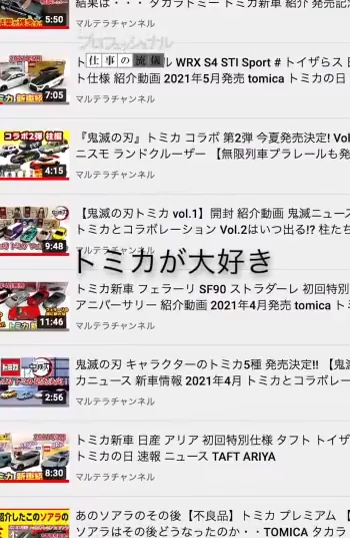 結果は・・・ タカラトミー トミカ新車 紹介 発売記
5:50
プロフェッショナル
仕事の流儀
WRX S4 STI Sport # トイザらス
ト仕様 紹介動画 2021年5月発売 tomica トミカの日
7:05
マルテラチャンネル
コラボ2弾 柱編
『鬼滅の刃』トミカ コラボ 第2弾 今夏発売決定! Vol
ニスモ ランドクルーザー 【無限列車プラレールも発
4:15
マルテラチャンネル
【鬼滅の刃トミカ vol.1】開封 紹介動画 鬼滅ニュース
トミカとコラボレーション Vol.2はいつ出る!? 柱たち
9:48
マルテラチャンネル
トミカが大好き
トミカ新車 フェラーリ SF90 ストラダーレ 初回特別
アニバーサリー 紹介動画 2021年4月発売 tomica
11:46
マルテラチャンネル
トミカ
鬼滅の刃 キャラクターのトミカ5種 発売決定!! 【鬼
カニュース 新車情報 2021年4月 トミカとコラボレー
2:56
マルテラチャンネル
トミカ新車 日産 アリア 初回特別仕様 タフト トイザ
トミカの日 速報 ニュース TAFT ARIYA
8:30
マルテラチャンネル
紹介したこのソアラの
あのソアラのその後【不良品】トミカ プレミアム 【
ソアラはその後どうなったのか・・TOMICA タカラ